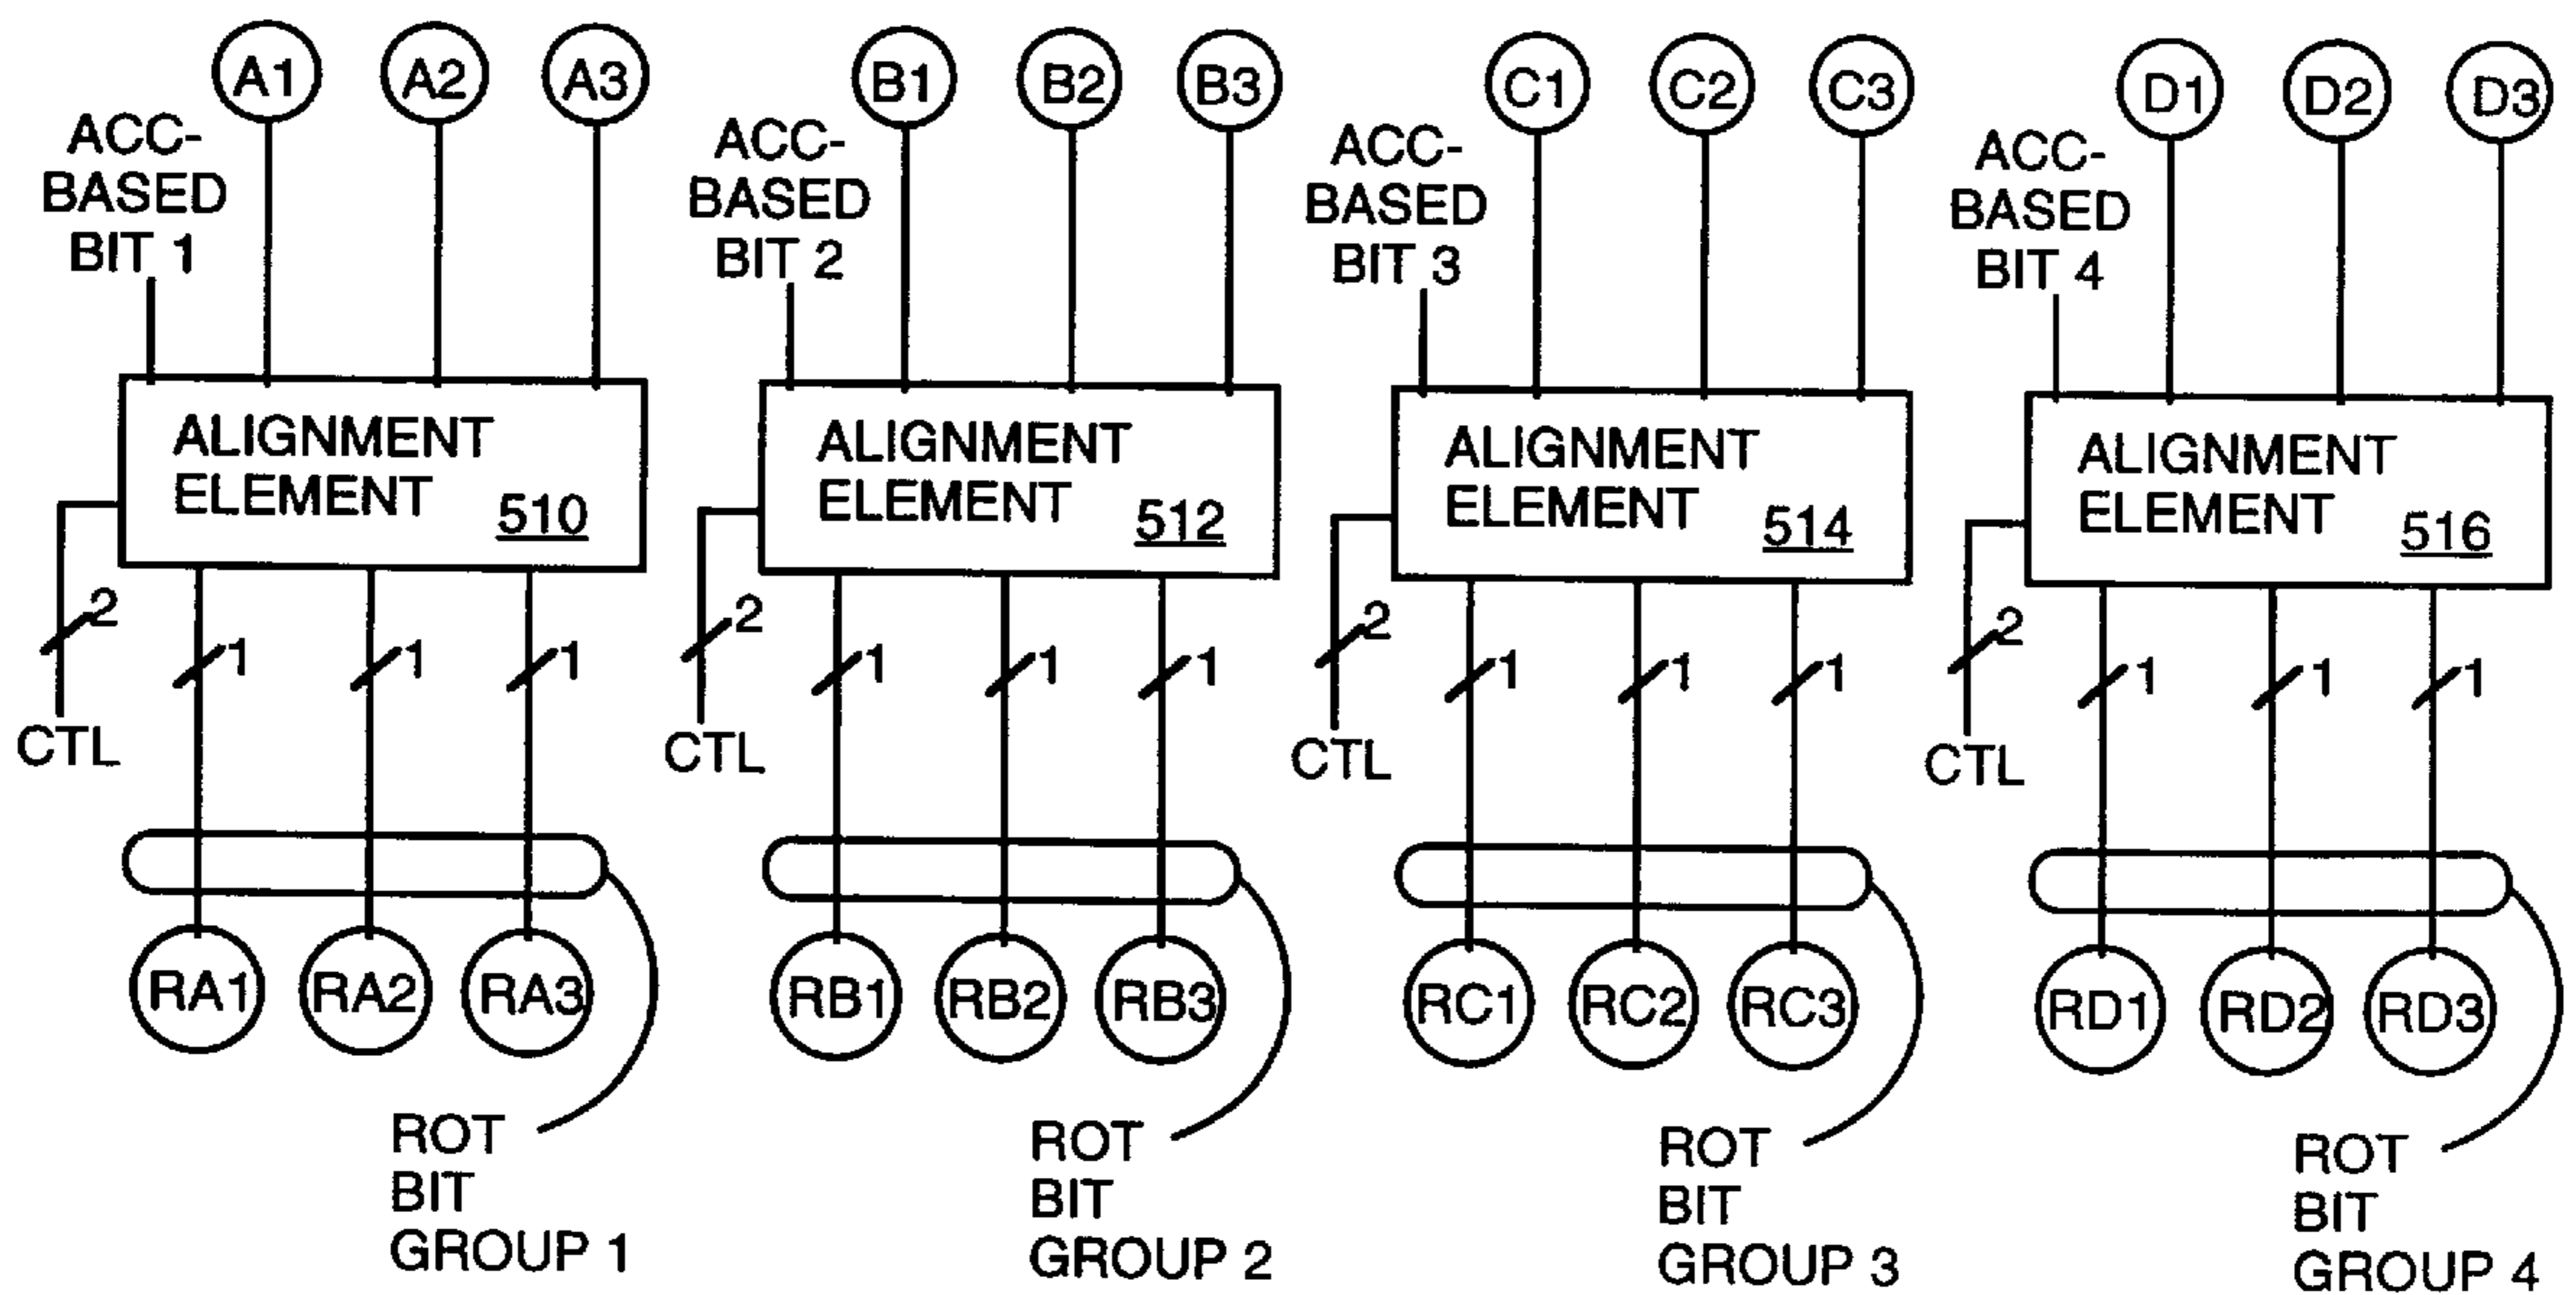 A1 A2 A3 B1 B2 B3 C1 C2 C3 D1 D2 D3
ACC-
BASED
BIT 1
ACC-
BASED
BIT 2
ACC-
BASED
BIT 3
ACC-
BASED
BIT 4
ALIGNMENT
ELEMENT 510
ALIGNMENT
ELEMENT 512
ALIGNMENT
ELEMENT 514
ALIGNMENT
ELEMENT 516
2 1 1 1 2 1 1 1 2 1 1 1 2 1 1 1
CTL CTL CTL CTL
RA1 RA2 RA3 RB1 RB2 RB3 RC1 RC2 RC3 RD1 RD2 RD3
ROT
BIT
GROUP 1
ROT
BIT
GROUP 2
ROT
BIT
GROUP 3
ROT
BIT
GROUP 4